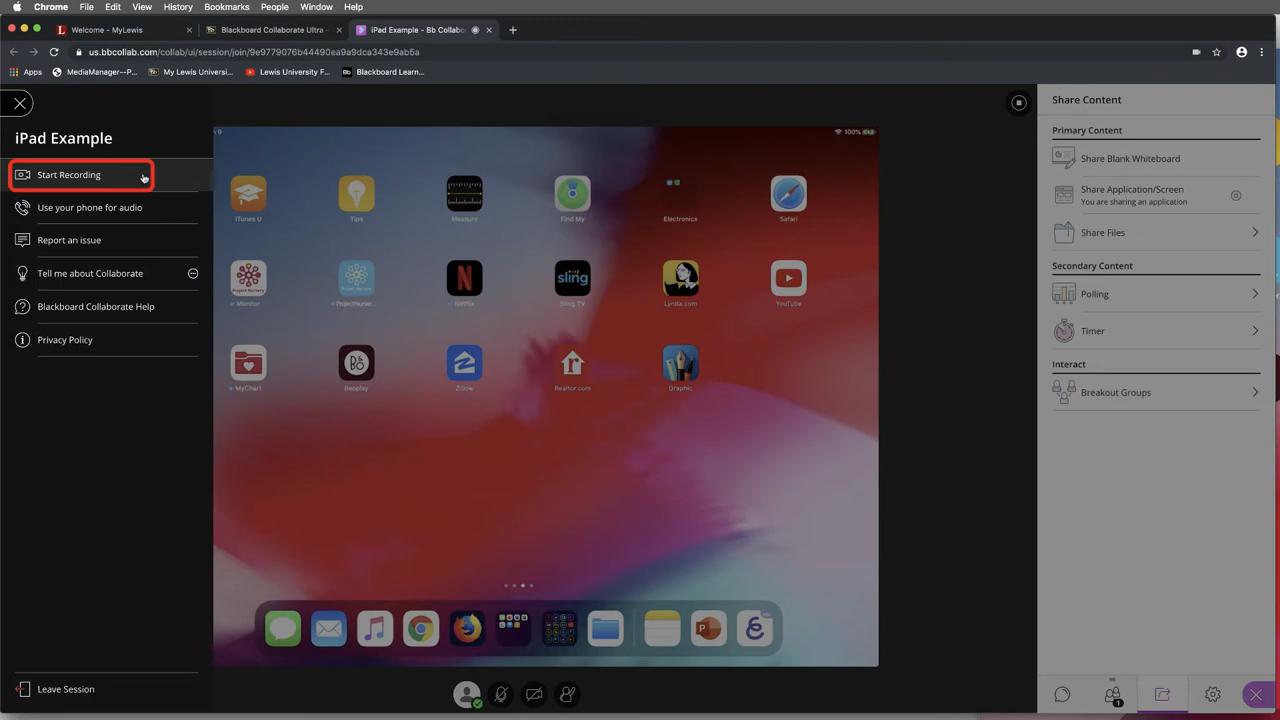 Chrome File Edit View History Bookmarks People Window Help
Welcome - MyLewis
Blackboard Collaborate Ultra -
iPad Example - Bb Collabo
us.bbcollab.com/collab/ui/session/join/9e9779076b44490ea9a9dca343e9ab5a
Apps MediaManager--P... My Lewis Universi... Lewis University F... Blackboard Learn...
iPad Example
Start Recording
Use your phone for audio
Report an issue
Tell me about Collaborate
Blackboard Collaborate Help
Privacy Policy
Leave Session
n 9 100%
iTunes U Tips Measure Find My Electronics Safari
Monitor ProjectNurser... Netflix Sling TV Lynda.com YouTube
MyChart Beoplay Zillow Realtor.com Graphic
Share Content
Primary Content
Share Blank Whiteboard
Share Application/Screen
You are sharing an application
Share Files
Secondary Content
Polling
Timer
Interact
Breakout Groups
1